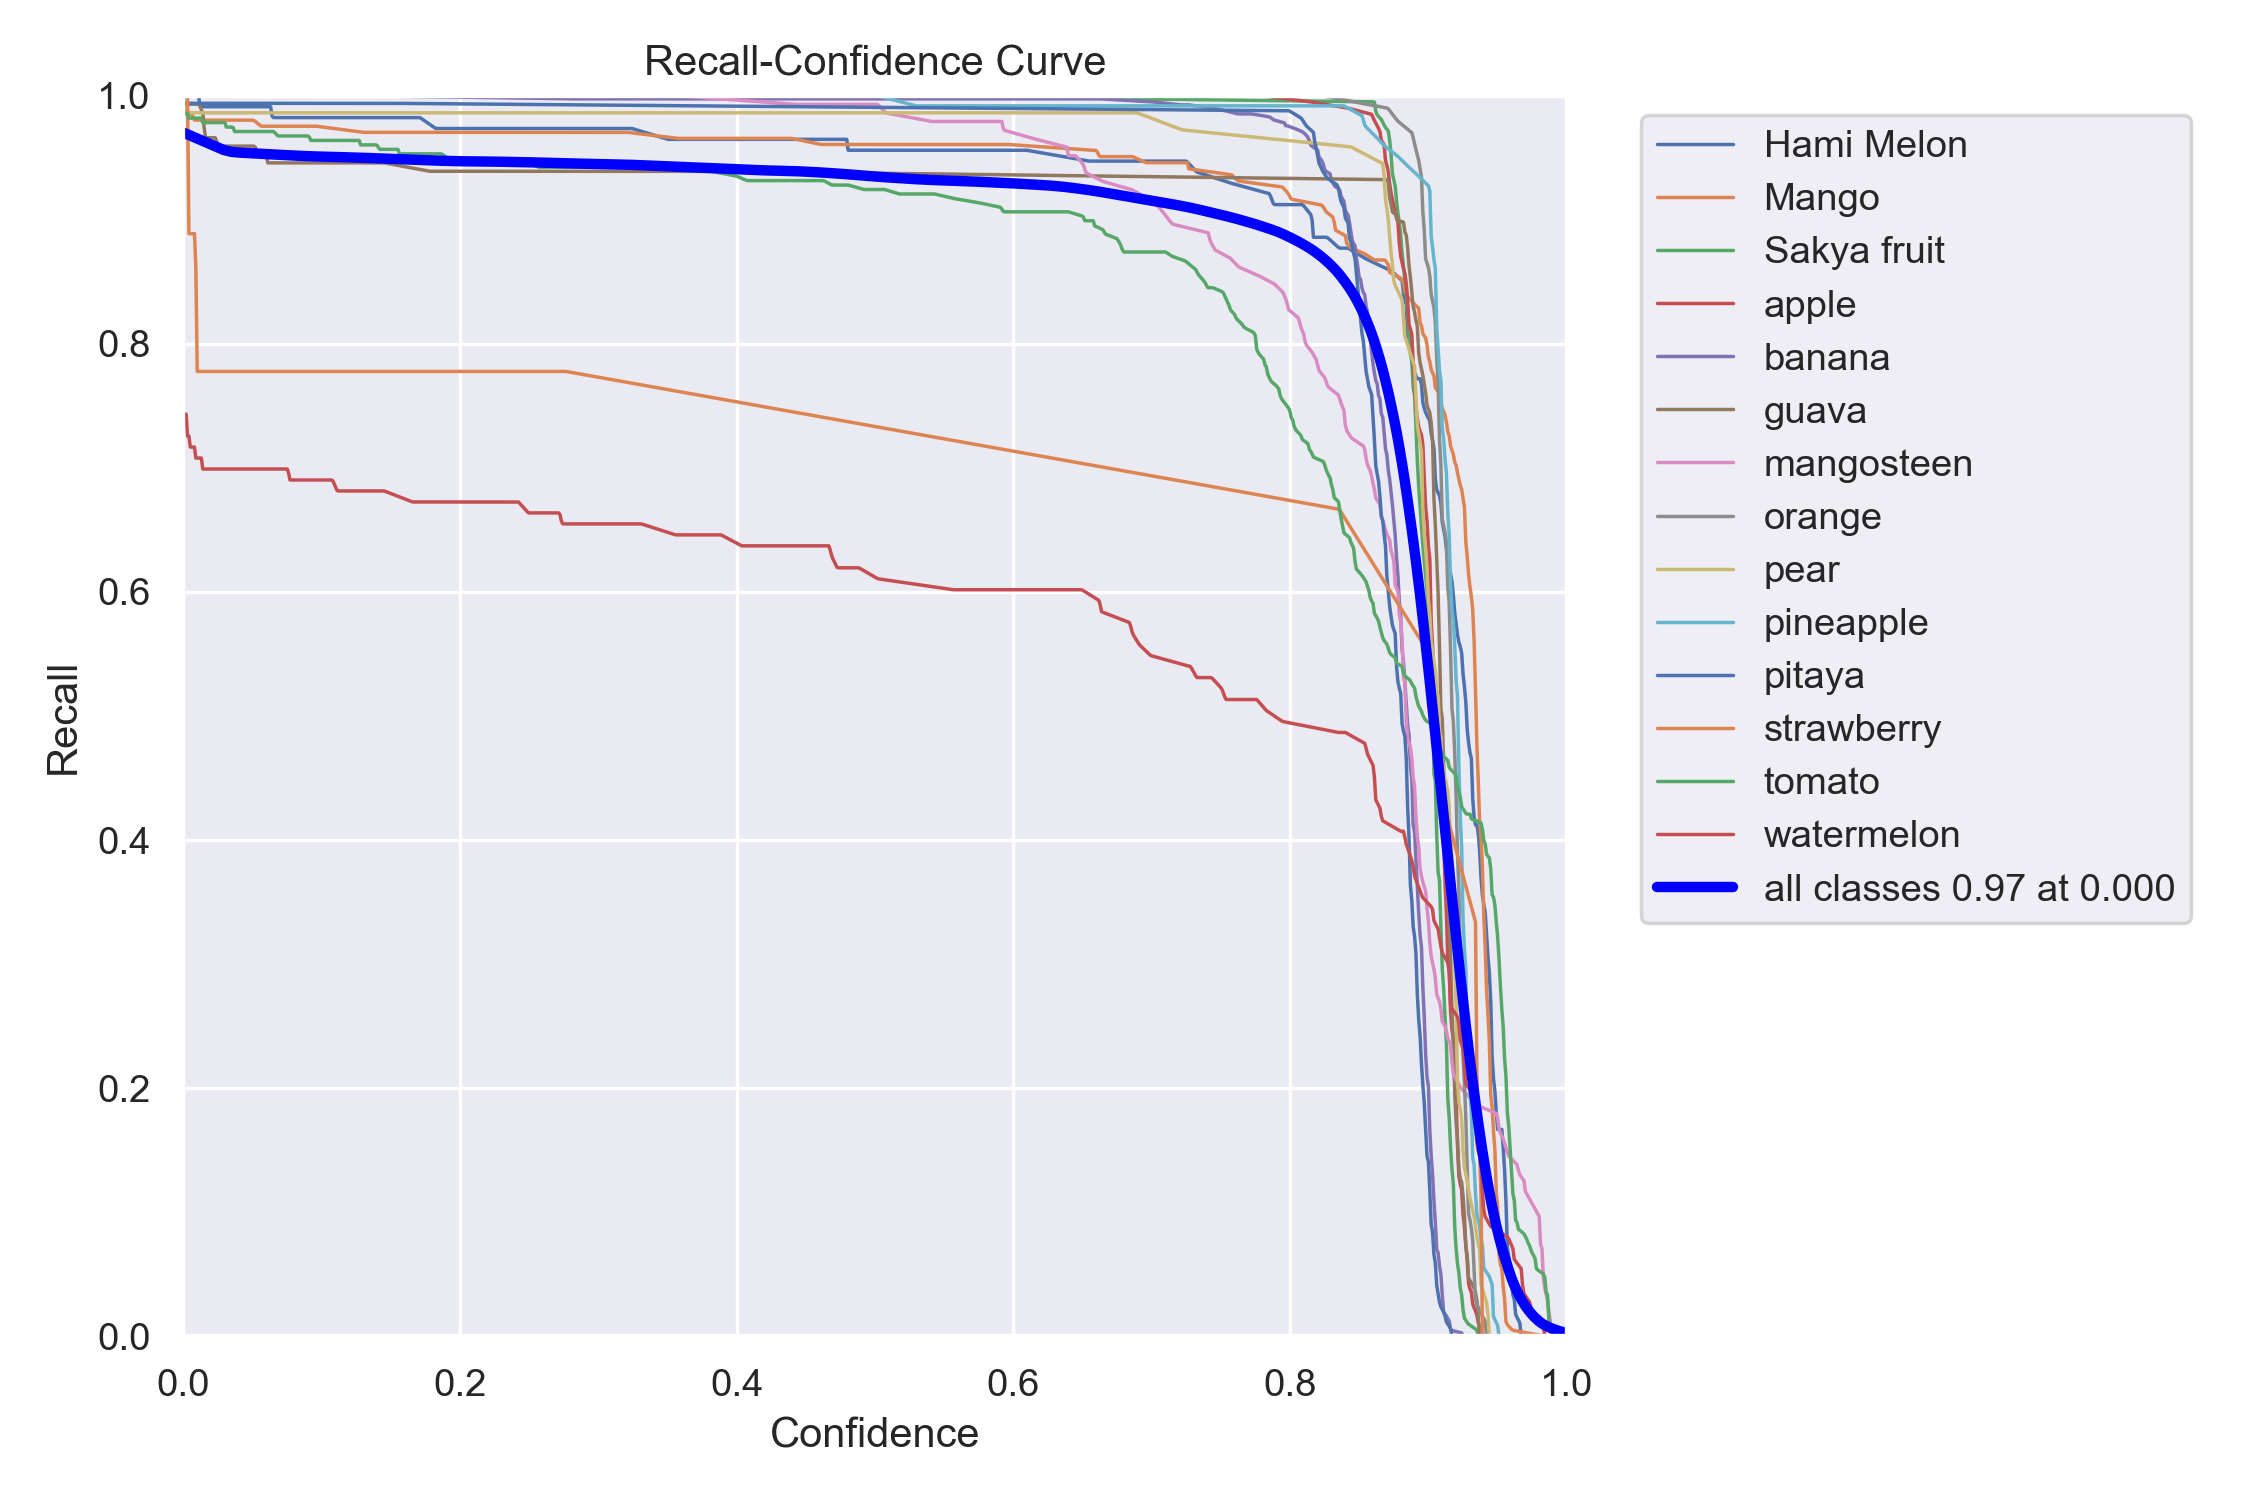 Recall-Confidence Curve
1.0
0.8
0.6
0.4
0.2
0.0
Recall
0.0 0.2 0.4 0.6 0.8 1.0
Confidence
Hami Melon
Mango
Sakya fruit
apple
banana
guava
mangosteen
orange
pear
pineapple
pitaya
strawberry
tomato
watermelon
all classes 0.97 at 0.000